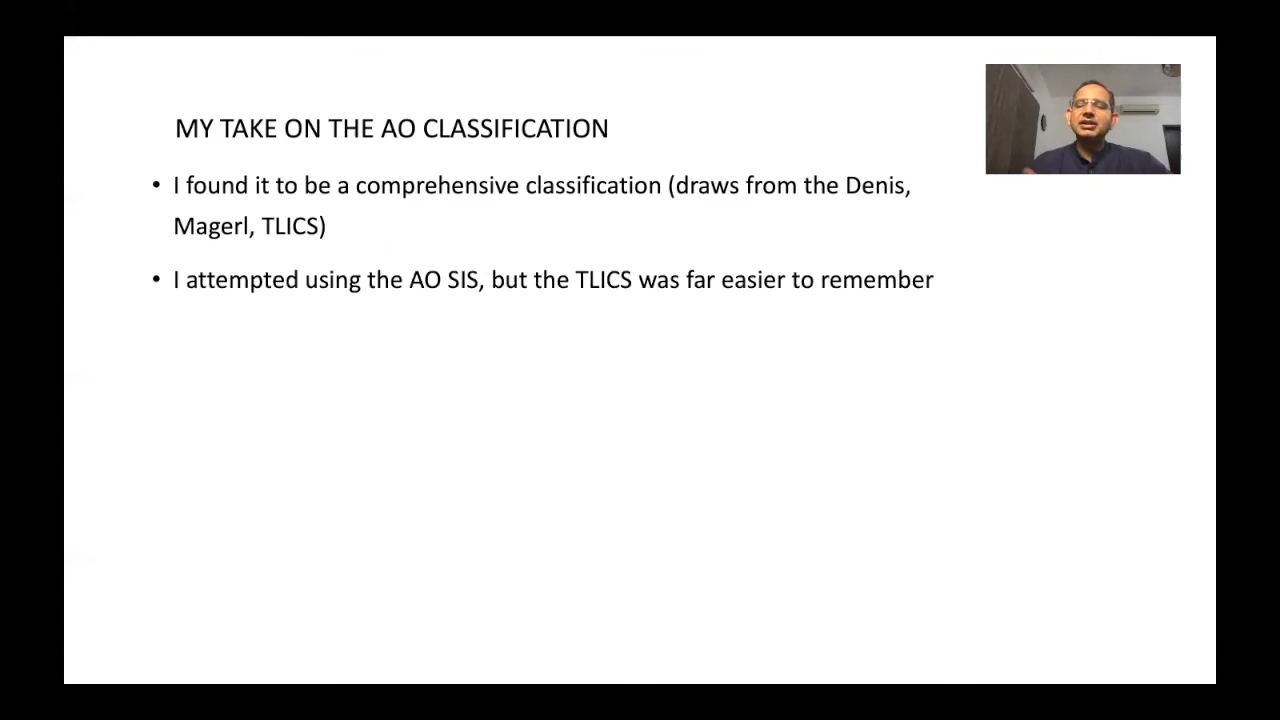 MY TAKE ON THE AO CLASSIFICATION
• I found it to be a comprehensive classification (draws from the Denis,
Magerl, TLICS)
• I attempted using the AO SIS, but the TLICS was far easier to remember